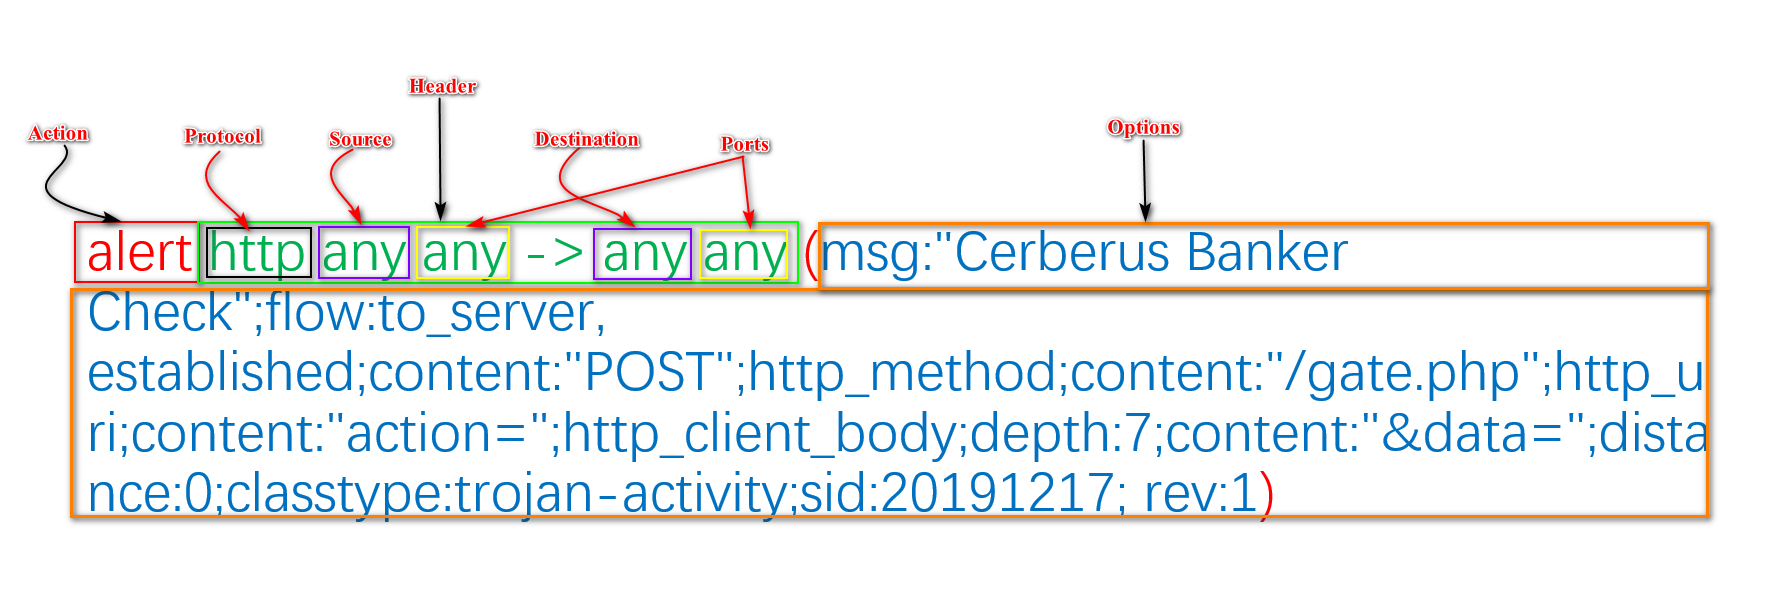 Header
Action
Protocol
Source
Destination
Ports
Options
alert http any any -> any any (msg:"Cerberus Banker
Check";flow:to_server,
established;content:"POST";http_method;content:"/gate.php";http_u
ri;content:"action=";http_client_body;depth:7;content:"&data=";dista
nce:0;classtype:trojan-activity;sid:20191217; rev:1)